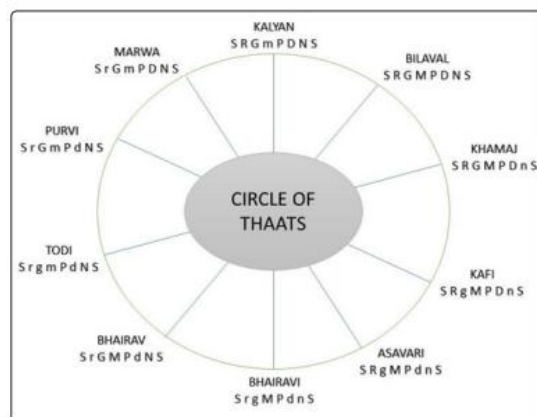 KALYAN
S R G m P D N S
BILAVAL
S R G M P D N S
KHAMAJ
S R G M P D n S
KAFI
S R g M P D n S
ASAVARI
S R g M P d n S
BHAIRAVI
S r g M P d n S
BHAIRAV
S r G M P d N S
TODI
S r g m P d N S
PURVI
S r G m P d N S
MARWA
S r G m P D N S
CIRCLE OF
THAATS